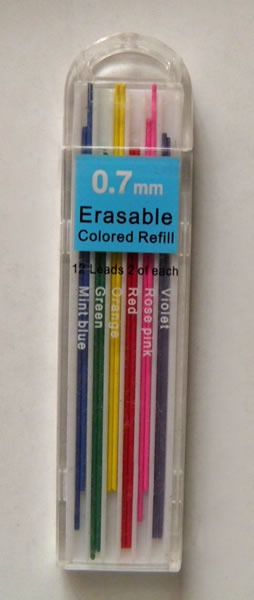 0.7mm
Erasable
Colored Refill
12 Leads 2 of each
Mint blue
Green
Orange
Red
Rose pink
Violet